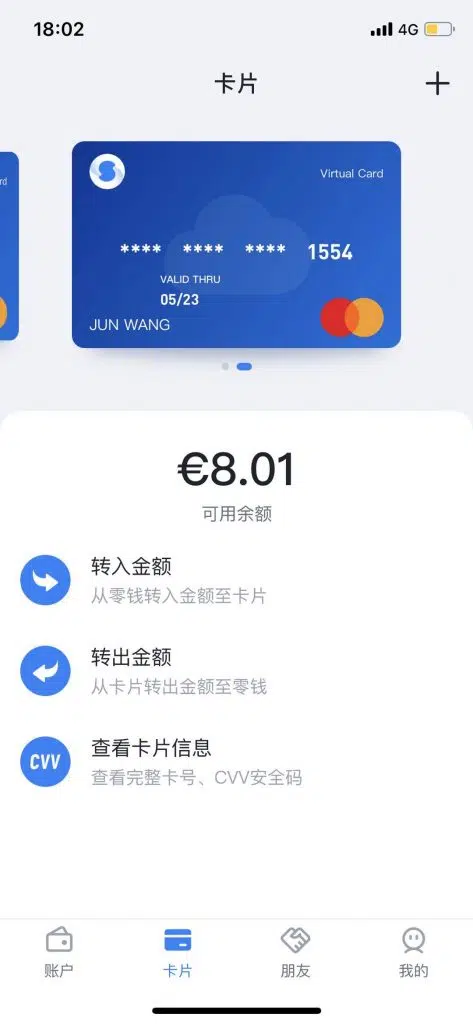 18:02
4G
卡片
rd
Virtual Card
**** **** **** 1554
VALID THRU
05/23
JUN WANG
€8.01
可用余额
转入金额
从零钱转入金额至卡片
转出金额
从卡片转出金额至零钱
CVV
查看卡片信息
查看完整卡号、CVV安全码
账户
卡片
朋友
我的